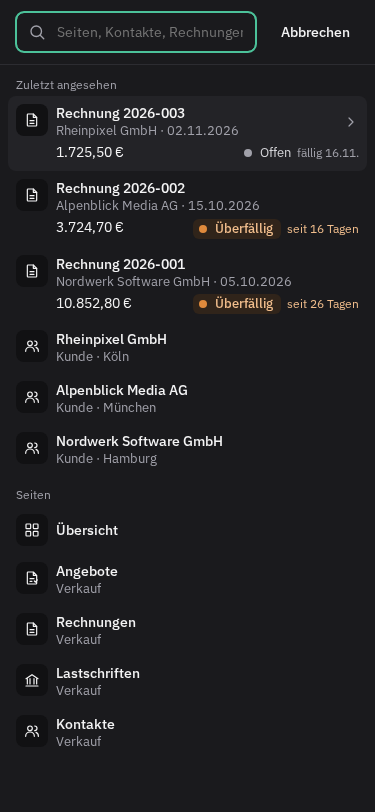 Seiten, Kontakte, Rechnungen
Abbrechen
Zuletzt angesehen
Rechnung 2026-003
Rheinpixel GmbH · 02.11.2026
1.725,50 €
Offen fällig 16.11.
Rechnung 2026-002
Alpenblick Media AG · 15.10.2026
3.724,70 €
Überfällig seit 16 Tagen
Rechnung 2026-001
Nordwerk Software GmbH · 05.10.2026
10.852,80 €
Überfällig seit 26 Tagen
Rheinpixel GmbH
Kunde · Köln
Alpenblick Media AG
Kunde · München
Nordwerk Software GmbH
Kunde · Hamburg
Seiten
Übersicht
Angebote
Verkauf
Rechnungen
Verkauf
Lastschriften
Verkauf
Kontakte
Verkauf